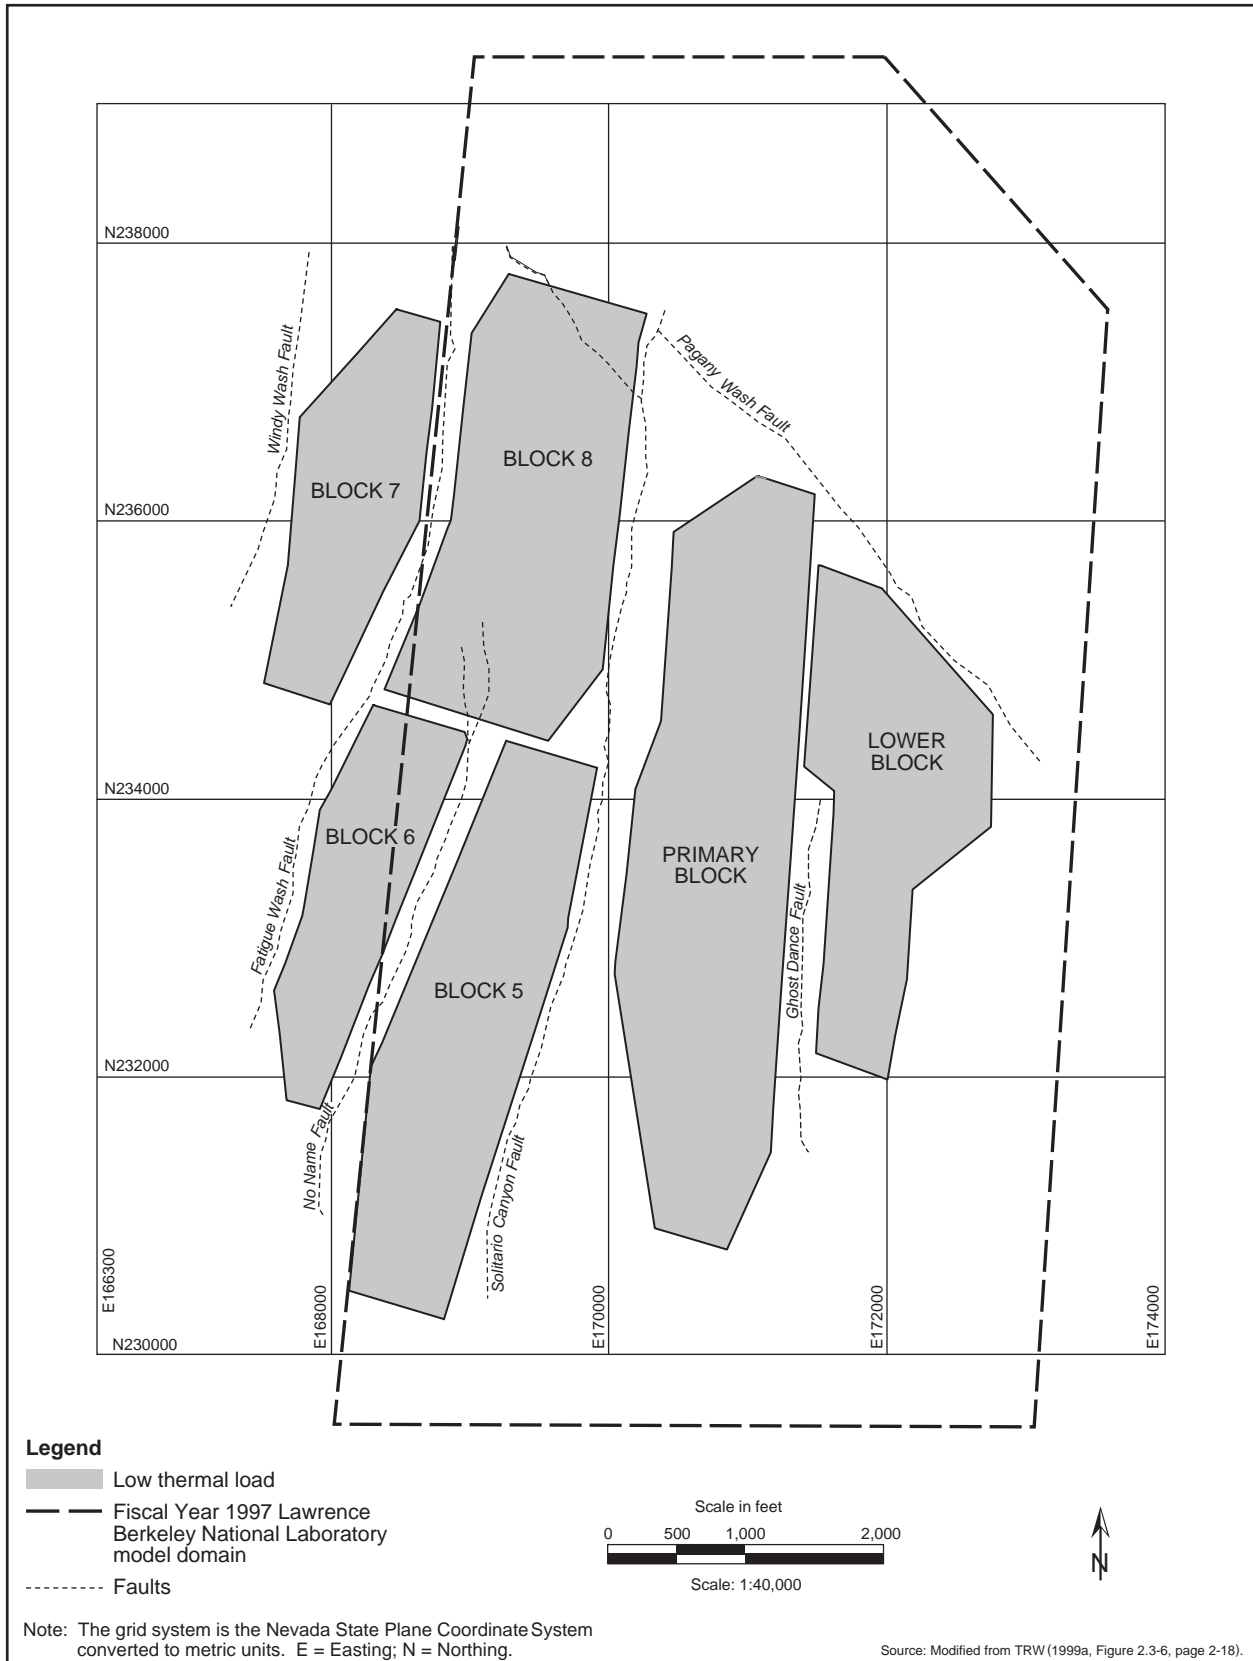 N238000
Windy Wash Fault
Pagany Wash Fault
BLOCK 8
BLOCK 7
N236000
LOWER
BLOCK
N234000
BLOCK 6
PRIMARY
BLOCK
Fatigue Wash Fault
Ghost Dance Fault
BLOCK 5
N232000
No Name Fault
Solitario Canyon Fault
E166300
E168000
E170000
E172000
E174000
N230000
Legend
Low thermal load
Fiscal Year 1997 Lawrence
Berkeley National Laboratory
model domain
Faults
Scale in feet
0 500 1,000 2,000
Scale: 1:40,000
N
Note: The grid system is the Nevada State Plane Coordinate System
converted to metric units. E = Easting; N = Northing.
Source: Modified from TRW (1999a, Figure 2.3-6, page 2-18).